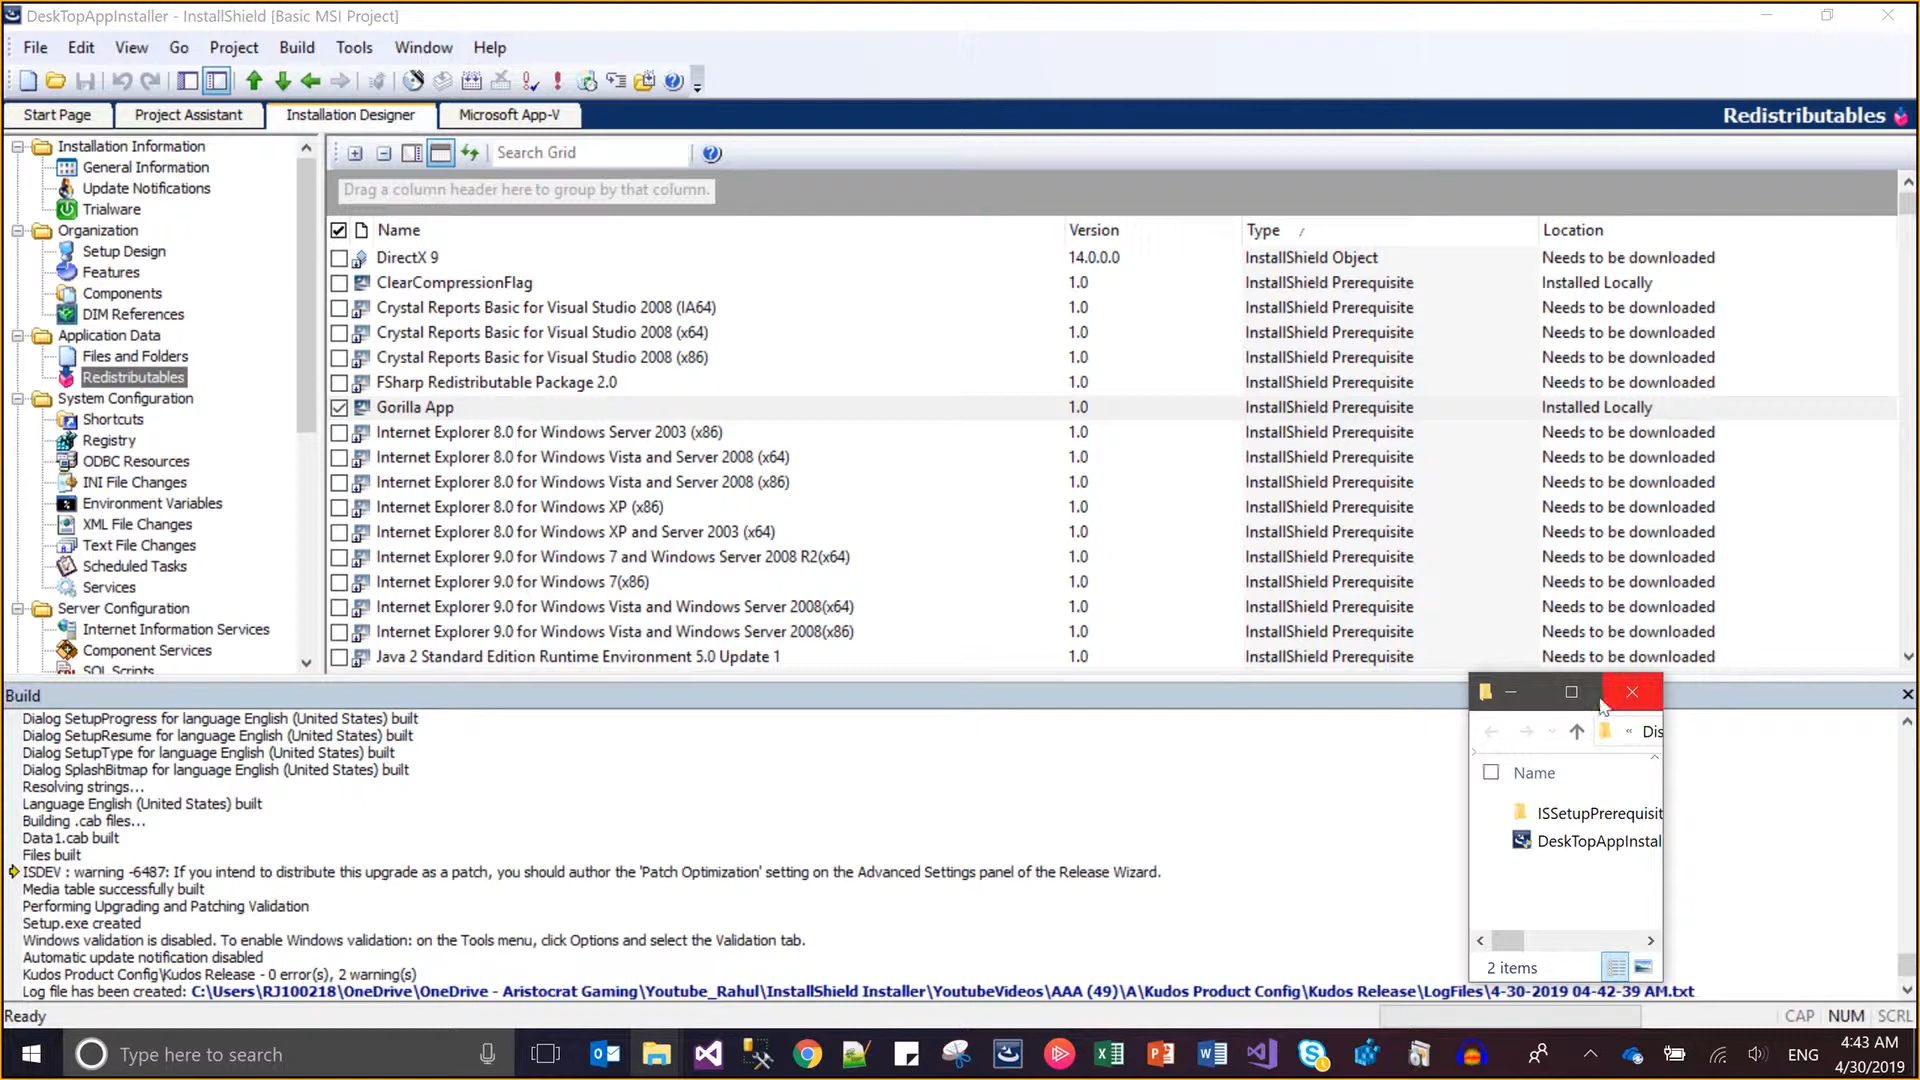 DeskTopAppInstaller - InstallShield [Basic MSI Project]
File Edit View Go Project Build Tools Window Help
Start Page Project Assistant Installation Designer Microsoft App-V Redistributables
Installation Information
General Information
Update Notifications
Trialware
Organization
Setup Design
Features
Components
DIM References
Application Data
Files and Folders
Redistributables
System Configuration
Shortcuts
Registry
ODBC Resources
INI File Changes
Environment Variables
XML File Changes
Text File Changes
Scheduled Tasks
Services
Server Configuration
Internet Information Services
Component Services
SQL Scripts
Search Grid
Drag a column header here to group by that column.
Name Version Type Location
DirectX 9 14.0.0.0 InstallShield Object Needs to be downloaded
ClearCompressionFlag 1.0 InstallShield Prerequisite Installed Locally
Crystal Reports Basic for Visual Studio 2008 (IA64) 1.0 InstallShield Prerequisite Needs to be downloaded
Crystal Reports Basic for Visual Studio 2008 (x64) 1.0 InstallShield Prerequisite Needs to be downloaded
Crystal Reports Basic for Visual Studio 2008 (x86) 1.0 InstallShield Prerequisite Needs to be downloaded
FSharp Redistributable Package 2.0 1.0 InstallShield Prerequisite Needs to be downloaded
Gorilla App 1.0 InstallShield Prerequisite Installed Locally
Internet Explorer 8.0 for Windows Server 2003 (x86) 1.0 InstallShield Prerequisite Needs to be downloaded
Internet Explorer 8.0 for Windows Vista and Server 2008 (x64) 1.0 InstallShield Prerequisite Needs to be downloaded
Internet Explorer 8.0 for Windows Vista and Server 2008 (x86) 1.0 InstallShield Prerequisite Needs to be downloaded
Internet Explorer 8.0 for Windows XP (x86) 1.0 InstallShield Prerequisite Needs to be downloaded
Internet Explorer 8.0 for Windows XP and Server 2003 (x64) 1.0 InstallShield Prerequisite Needs to be downloaded
Internet Explorer 9.0 for Windows 7 and Windows Server 2008 R2(x64) 1.0 InstallShield Prerequisite Needs to be downloaded
Internet Explorer 9.0 for Windows 7(x86) 1.0 InstallShield Prerequisite Needs to be downloaded
Internet Explorer 9.0 for Windows Vista and Windows Server 2008(x64) 1.0 InstallShield Prerequisite Needs to be downloaded
Internet Explorer 9.0 for Windows Vista and Windows Server 2008(x86) 1.0 InstallShield Prerequisite Needs to be downloaded
Java 2 Standard Edition Runtime Environment 5.0 Update 1 1.0 InstallShield Prerequisite Needs to be downloaded
Build
Dialog SetupProgress for language English (United States) built
Dialog SetupResume for language English (United States) built
Dialog SetupType for language English (United States) built
Dialog SplashBitmap for language English (United States) built
Resolving strings...
Language English (United States) built
Building .cab files...
Data1.cab built
Files built
ISDEV : warning -6487: If you intend to distribute this upgrade as a patch, you should author the 'Patch Optimization' setting on the Advanced Settings panel of the Release Wizard.
Media table successfully built
Performing Upgrading and Patching Validation
Setup.exe created
Windows validation is disabled. To enable Windows validation: on the Tools menu, click Options and select the Validation tab.
Automatic update notification disabled
Kudos Product Config\Kudos Release - 0 error(s), 2 warning(s)
Log file has been created: C:\Users\RJ100218\OneDrive\OneDrive - Aristocrat Gaming\Youtube_Rahul\InstallShield Installer\YoutubeVideos\AAA (49)\A\Kudos Product Config\Kudos Release\LogFiles\4-30-2019 04-42-39 AM.txt
« Dis
Name
ISSetupPrerequisit
DeskTopAppInstal
2 items
Ready CAP NUM SCRL
Type here to search
ENG
4:43 AM
4/30/2019